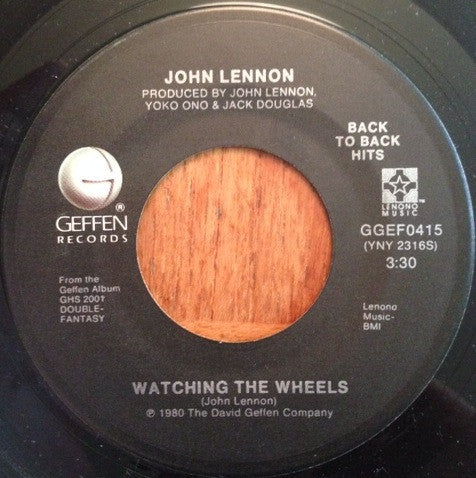 JOHN LENNON
PRODUCED BY JOHN LENNON,
YOKO ONO & JACK DOUGLAS
BACK
TO BACK
HITS
®
GEFFEN
RECORDS
LENONO
MUSIC
™
GGEF0415
(YNY 2316S)
3:30
From the
Geffen Album
GHS 2001
DOUBLE-
FANTASY
Lenono
Music-
BMI
WATCHING THE WHEELS
(John Lennon)
℗ 1980 The David Geffen Company